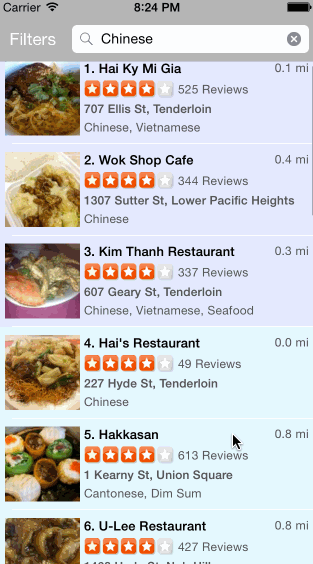 Carrier 8:24 PM
Filters Chinese
1. Hai Ky Mi Gia 0.1 mi
525 Reviews
707 Ellis St, Tenderloin
Chinese, Vietnamese
2. Wok Shop Cafe 0.4 mi
344 Reviews
1307 Sutter St, Lower Pacific Heights
Chinese
3. Kim Thanh Restaurant 0.3 mi
337 Reviews
607 Geary St, Tenderloin
Chinese, Vietnamese, Seafood
4. Hai's Restaurant 0.0 mi
49 Reviews
227 Hyde St, Tenderloin
Chinese
5. Hakkasan 0.8 mi
613 Reviews
1 Kearny St, Union Square
Cantonese, Dim Sum
6. U-Lee Restaurant 0.8 mi
427 Reviews